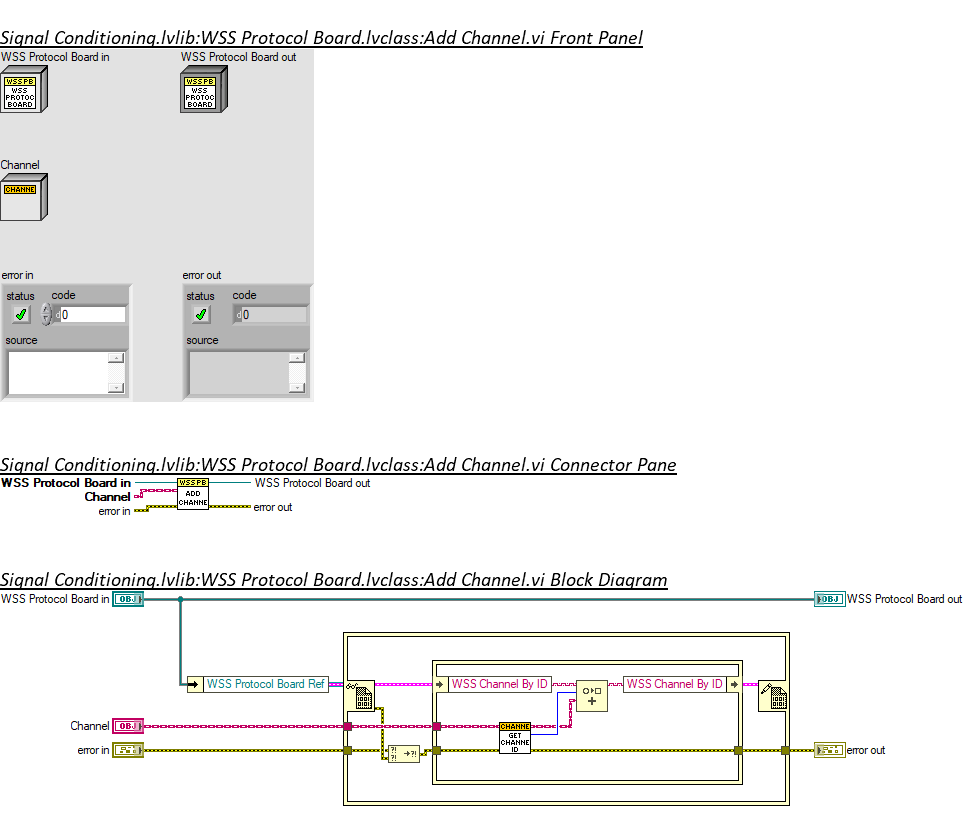 Signal Conditioning.lvlib:WSS Protocol Board.lvclass:Add Channel.vi Front Panel
WSS Protocol Board in WSS Protocol Board out
WSSPB WSSPB
WSS WSS
PROTOC PROTOC
BOARD BOARD
Channel
CHANNE
error in error out
status code status code
d0 d0
source source
Signal Conditioning.lvlib:WSS Protocol Board.lvclass:Add Channel.vi Connector Pane
WSS Protocol Board in WSSPB WSS Protocol Board out
Channel ADD
CHANNE
error in error out
Signal Conditioning.lvlib:WSS Protocol Board.lvclass:Add Channel.vi Block Diagram
WSS Protocol Board in OBJ OBJ WSS Protocol Board out
WSS Protocol Board Ref WSS Channel By ID WSS Channel By ID
Channel OBJ CHANNE
GET
CHANNE
ID
error in ?! ?! ?! error out